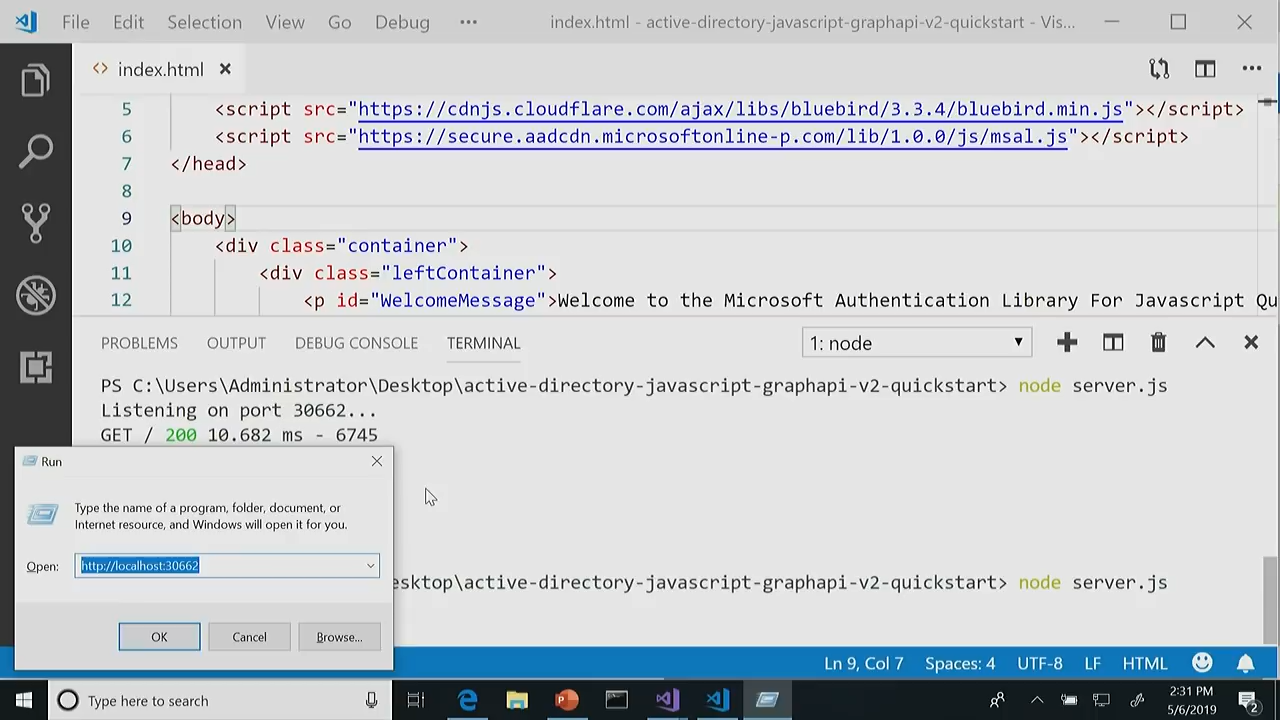 File Edit Selection View Go Debug ••• index.html - active-directory-javascript-graphapi-v2-quickstart - Vis...
<> index.html
5 <script src="https://cdnjs.cloudflare.com/ajax/libs/bluebird/3.3.4/bluebird.min.js"></script>
6 <script src="https://secure.aadcdn.microsoftonline-p.com/lib/1.0.0/js/msal.js"></script>
7 </head>
8
9 <body>
10 <div class="container">
11 <div class="leftContainer">
12 <p id="WelcomeMessage">Welcome to the Microsoft Authentication Library For Javascript Qu
PROBLEMS OUTPUT DEBUG CONSOLE TERMINAL 1: node
PS C:\Users\Administrator\Desktop\active-directory-javascript-graphapi-v2-quickstart> node server.js
Listening on port 30662...
GET / 200 10.682 ms - 6745
esktop\active-directory-javascript-graphapi-v2-quickstart> node server.js
Run
Type the name of a program, folder, document, or
Internet resource, and Windows will open it for you.
Open: http://localhost:30662
OK Cancel Browse...
Ln 9, Col 7 Spaces: 4 UTF-8 LF HTML
Type here to search
2:31 PM
5/6/2019
2